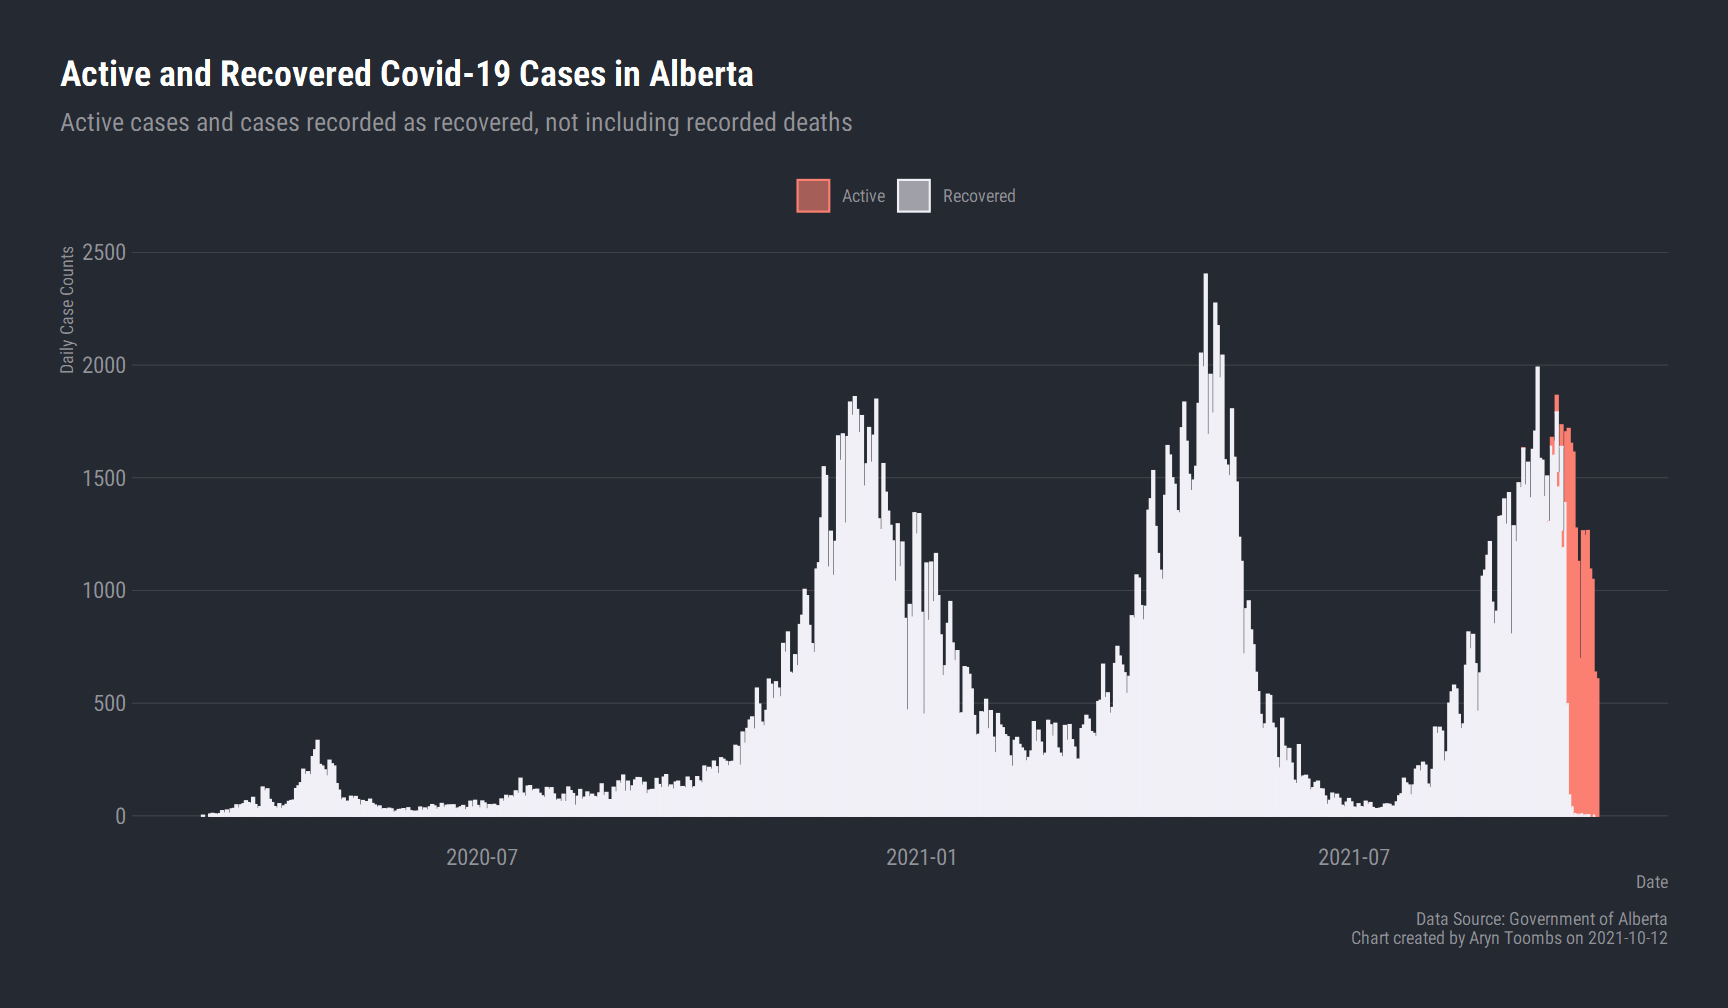 Active and Recovered Covid-19 Cases in Alberta
Active cases and cases recorded as recovered, not including recorded deaths
Active
Recovered
Daily Case Counts
2500
2000
1500
1000
500
0
2020-07
2021-01
2021-07
Date
Data Source: Government of Alberta
Chart created by Aryn Toombs on 2021-10-12